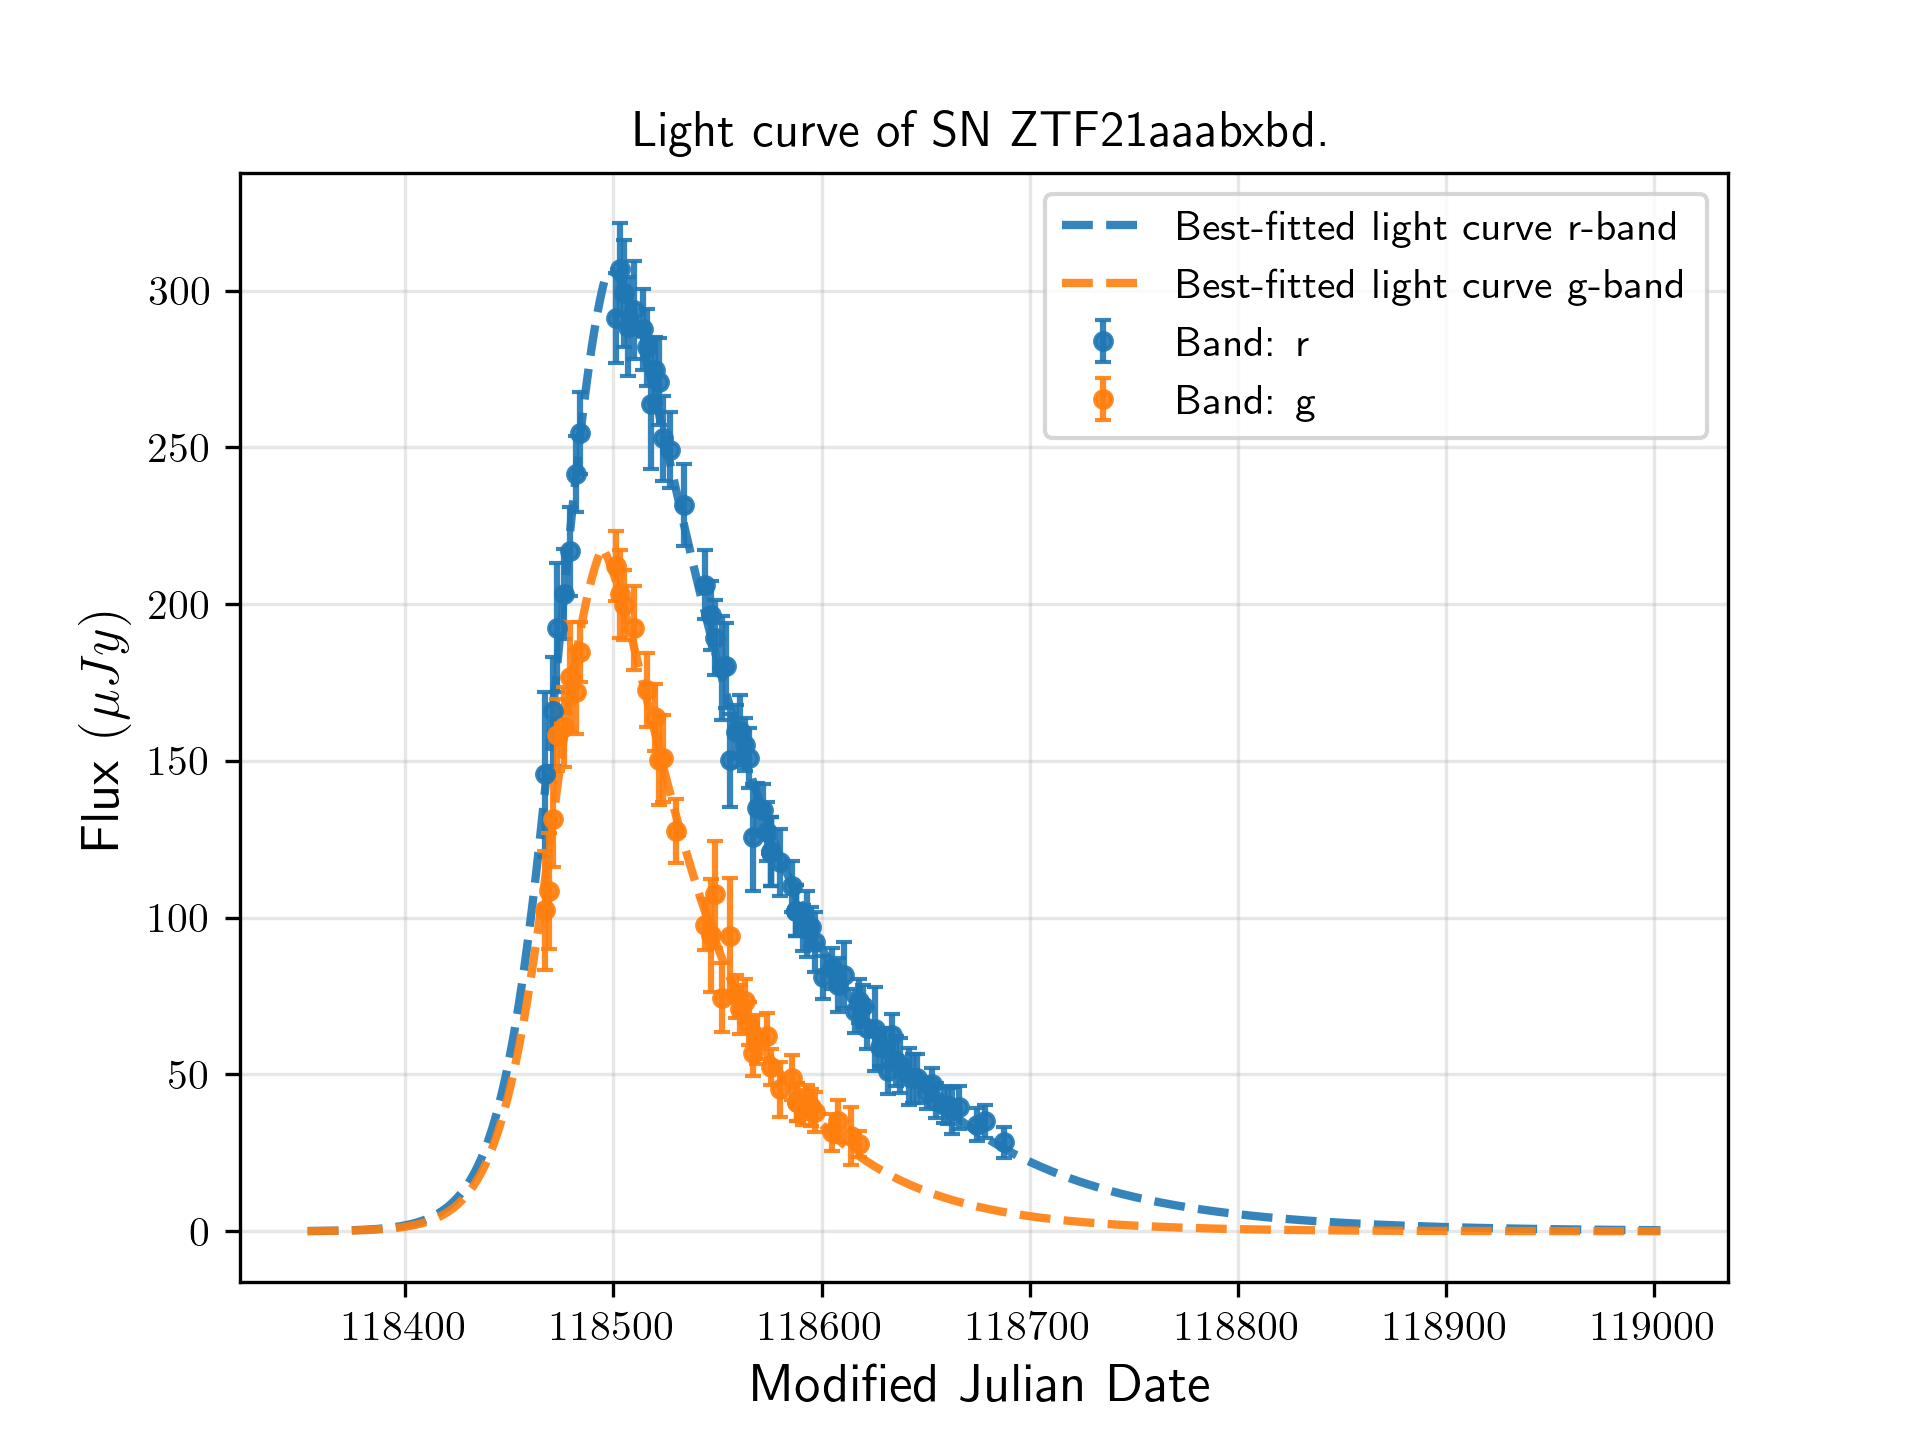 Light curve of SN ZTF21aaabxbd.
Best-fitted light curve r-band
Best-fitted light curve g-band
Band: r
Band: g
300
250
200
150
100
50
0
Flux (μJy)
118400 118500 118600 118700 118800 118900 119000
Modified Julian Date